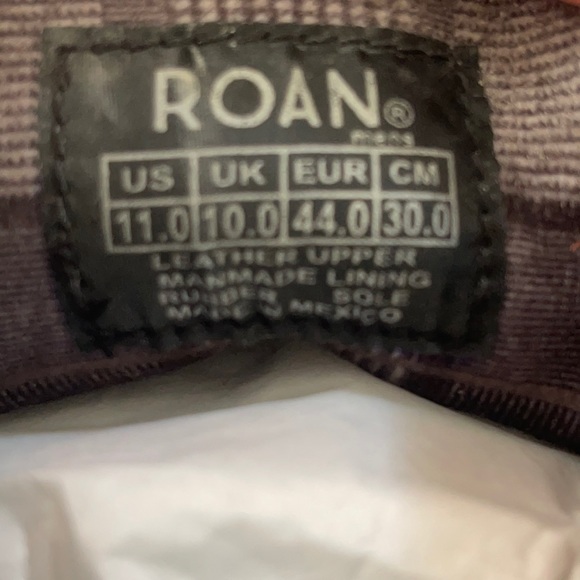 ROAN®
mens
US UK EUR CM
11.0 10.0 44.0 30.0
LEATHER UPPER
MANMADE LINING
RUBBER SOLE
MADE IN MEXICO